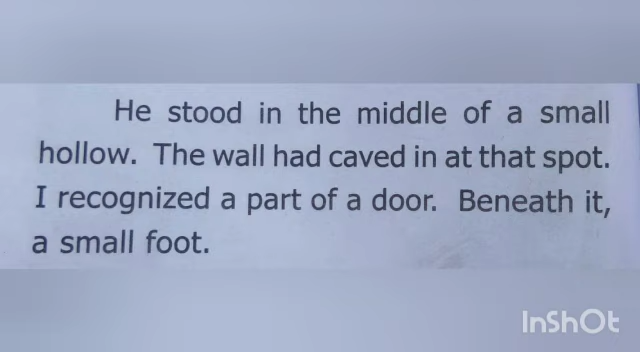 He stood in the middle of a small
hollow. The wall had caved in at that spot.
I recognized a part of a door. Beneath it,
a small foot.
InShOt